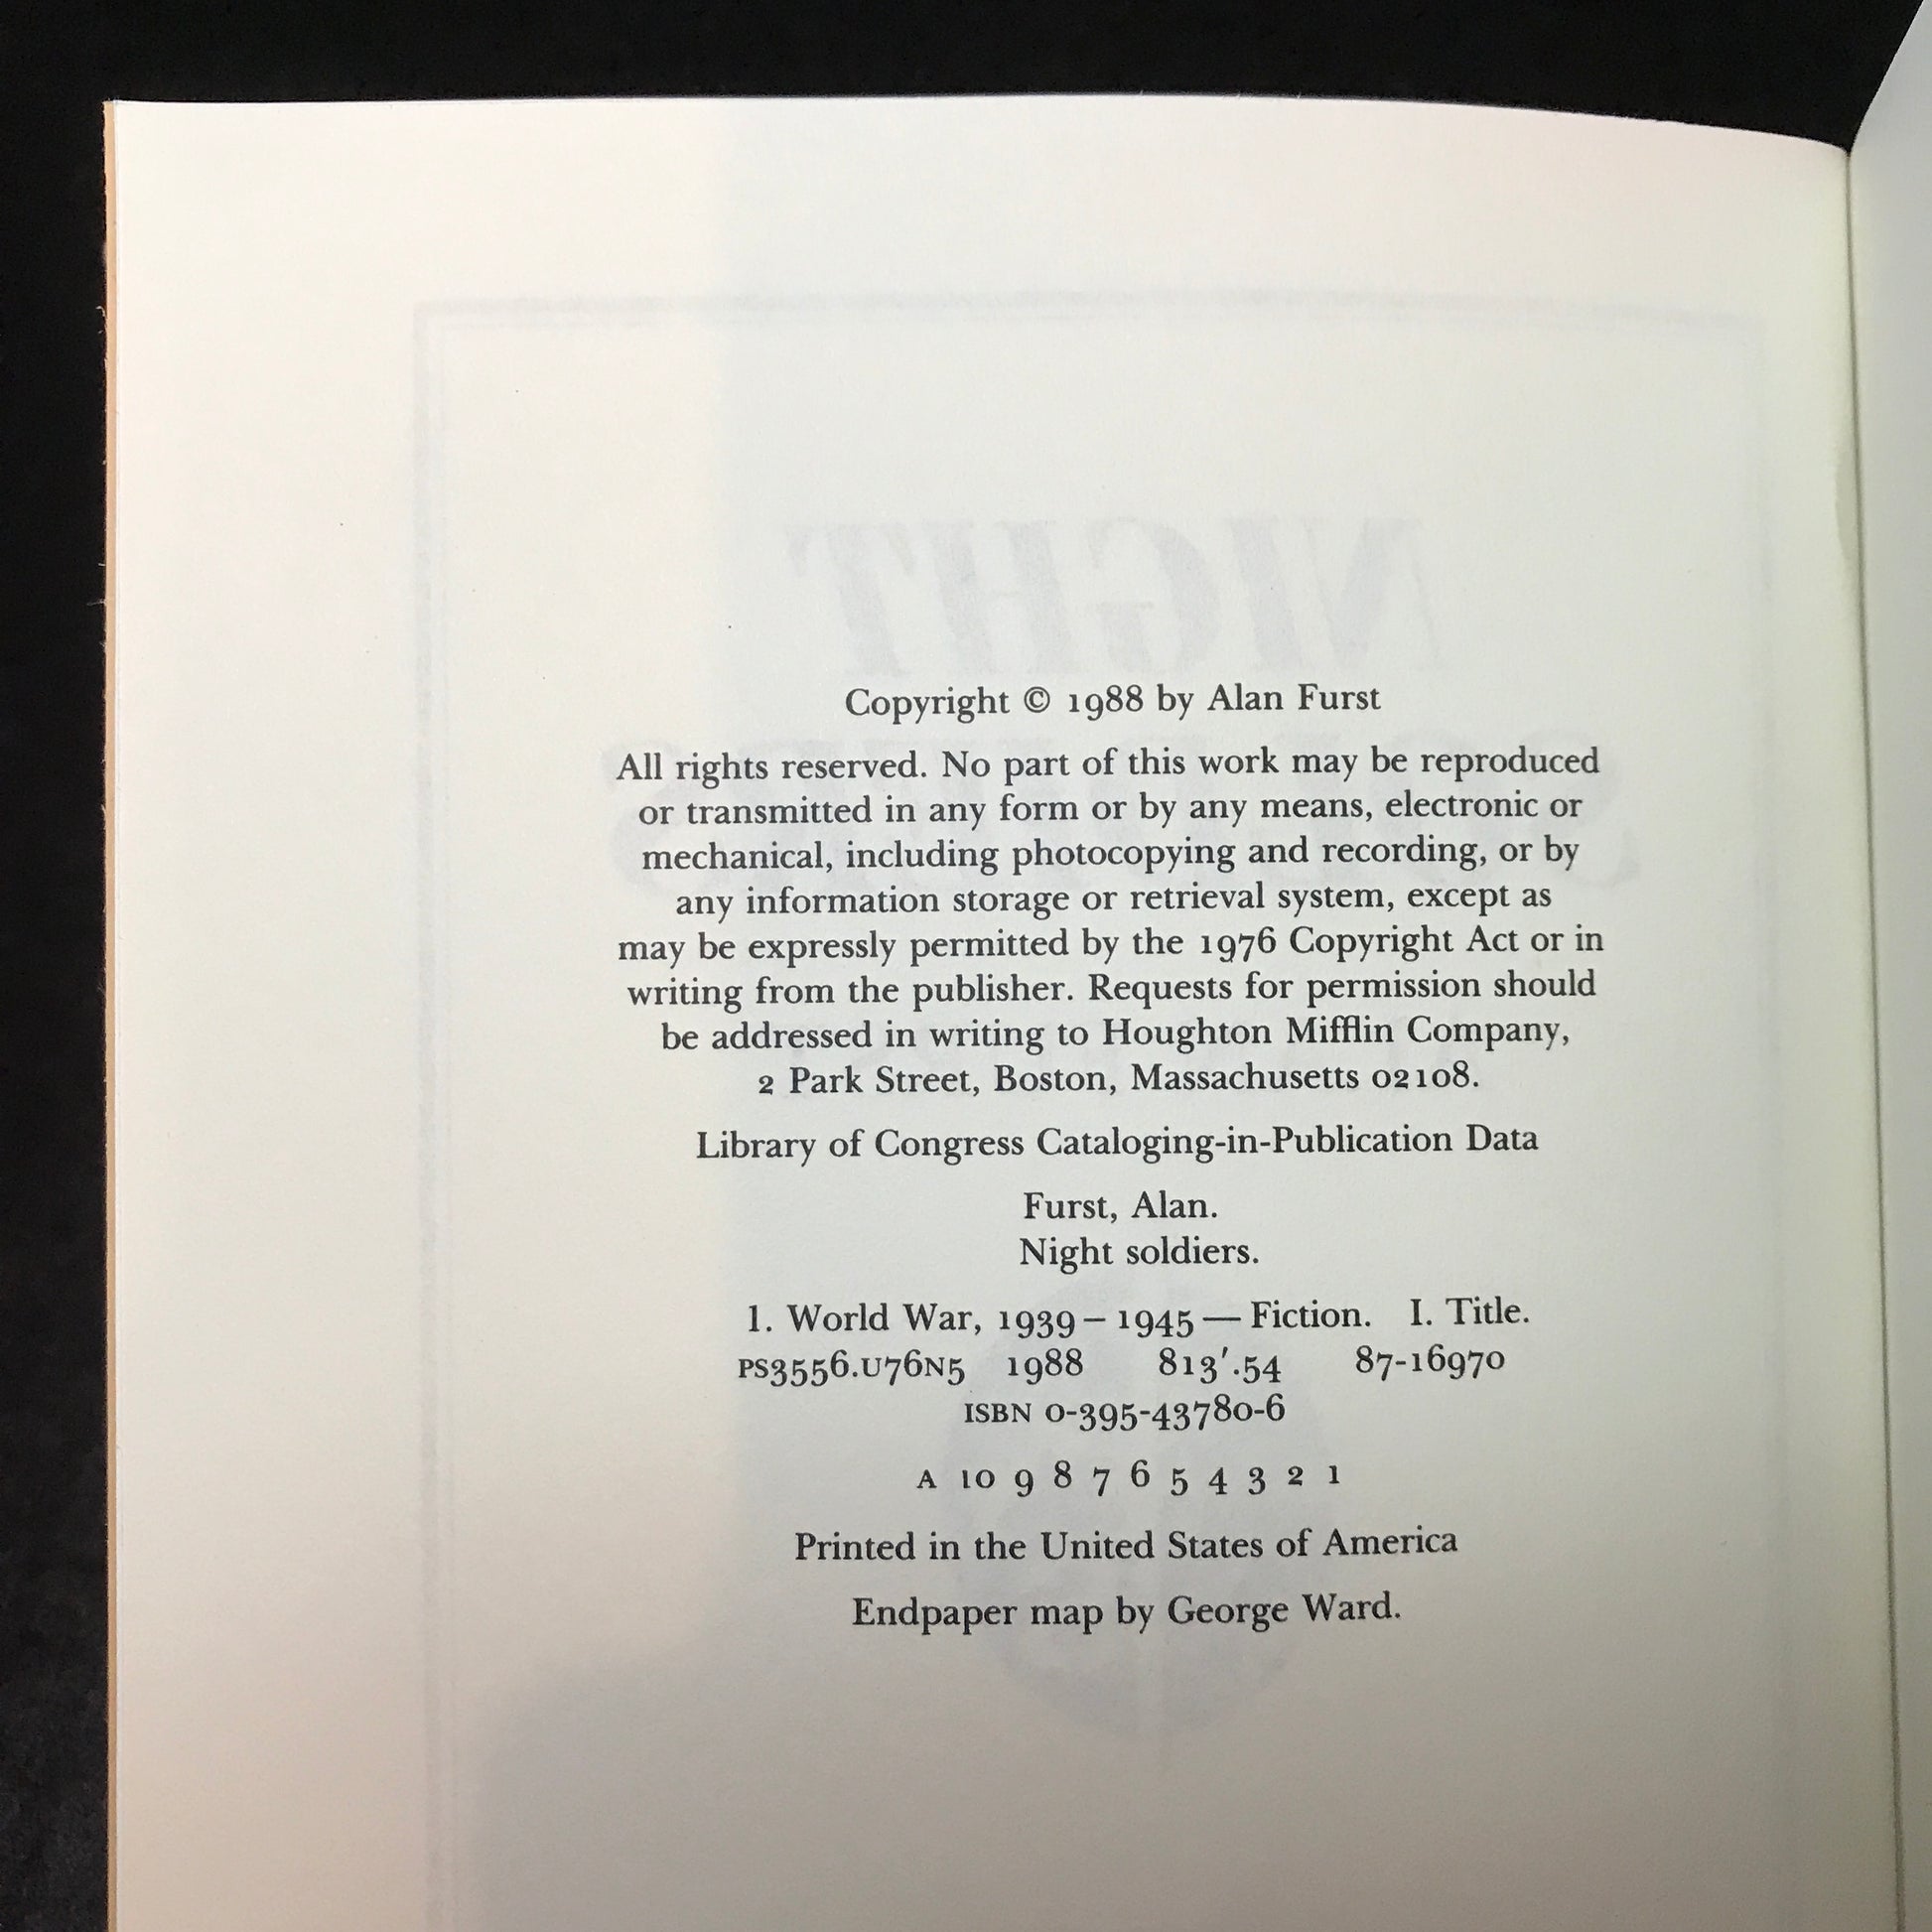 Copyright © 1988 by Alan Furst
All rights reserved. No part of this work may be reproduced
or transmitted in any form or by any means, electronic or
mechanical, including photocopying and recording, or by
any information storage or retrieval system, except as
may be expressly permitted by the 1976 Copyright Act or in
writing from the publisher. Requests for permission should
be addressed in writing to Houghton Mifflin Company,
2 Park Street, Boston, Massachusetts 02108.
Library of Congress Cataloging-in-Publication Data
Furst, Alan.
Night soldiers.
1. World War, 1939 – 1945 — Fiction. I. Title.
PS3556.U76N5 1988 813'.54 87-16970
ISBN 0-395-43780-6
A 10 9 8 7 6 5 4 3 2 1
Printed in the United States of America
Endpaper map by George Ward.